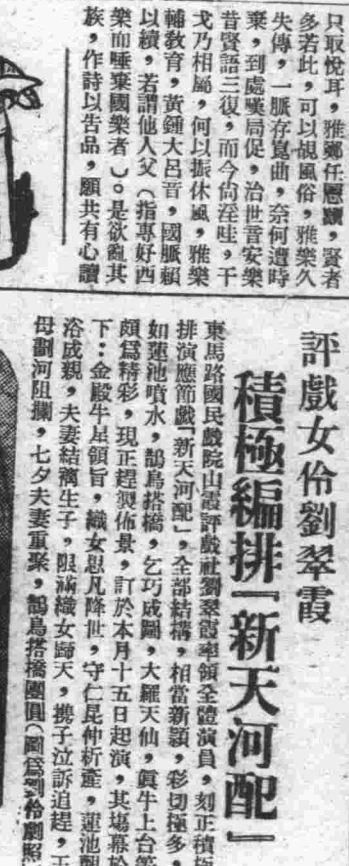 只取悅耳，雅鄭任
賢者
多若此，可以覘風俗，雅樂久
失傳，一脈存崑曲，奈何遭時
棄，到處嘆局促，治世音安樂
昔賢語三復，而今尙淫哇，干
戈乃相屬，何以振休風，雅樂
輔敎育，黃鍾大呂音，國脈賴
以續，若謂他人父（指專好西
樂而唾棄國樂者）。是欲亂其
族，作詩以告品，願共有心讀
評戲女伶劉翠霞
積極編排『新天河配』
東馬路國民戲院山霞評戲社劉翠霞率領全體演員，刻正積極
排演應節戲「新天河配」，全部結構，相當新穎，彩切極多，
如蓮池噴水，鵲鳥搭橋，乞巧成圖，大羅天仙，眞牛上台等
頗爲精彩，現正趕製佈景，訂於本月十五日起演，其塲幕於
下：金殿牛星領旨，織女思凡降世，守仁昆仲析產，蓮池觀
浴成親，夫妻結褵生子，限滿織女歸天，携子泣訴追趕，王
母劃河阻攔，七夕夫妻重聚，鵲鳥搭橋團圓（圖爲劉伶劇照